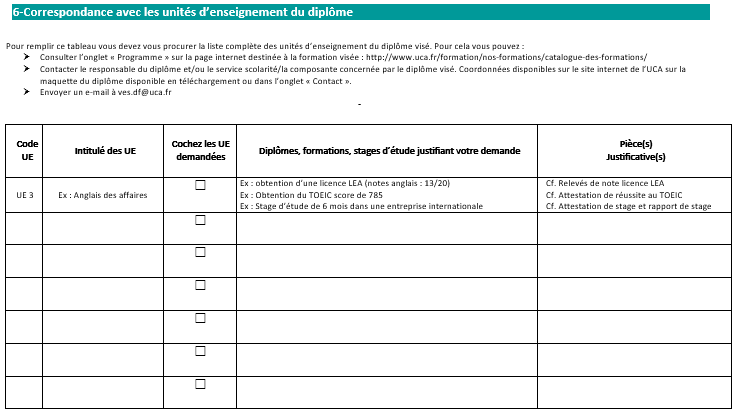 6-Correspondance avec les unités d'enseignement du diplôme
Pour remplir ce tableau vous devez vous procurer la liste complète des unités d'enseignement du diplôme visé. Pour cela vous pouvez :
➤ Consulter l'onglet « Programme » sur la page internet destinée à la formation visée : http://www.uca.fr/formation/nos-formations/catalogue-des-formations/
➤ Contacter le responsable du diplôme et/ou le service scolarité/la composante concernée par le diplôme visé. Coordonnées disponibles sur le site internet de l'UCA sur la
maquette du diplôme disponible en téléchargement ou dans l'onglet « Contact ».
➤ Envoyer un e-mail à ves.df@uca.fr
-
Code
UE
Intitulé des UE
Cochez les UE
demandées
Diplômes, formations, stages d'étude justifiant votre demande
Pièce(s)
Justificative(s)
UE 3
Ex : Anglais des affaires
☐
Ex : obtention d'une licence LEA (notes anglais : 13/20)
Ex : Obtention du TOEIC score de 785
Ex : Stage d'étude de 6 mois dans une entreprise internationale
Cf. Relevés de note licence LEA
Cf. Attestation de réussite au TOEIC
Cf. Attestation de stage et rapport de stage
☐
☐
☐
☐
☐
☐